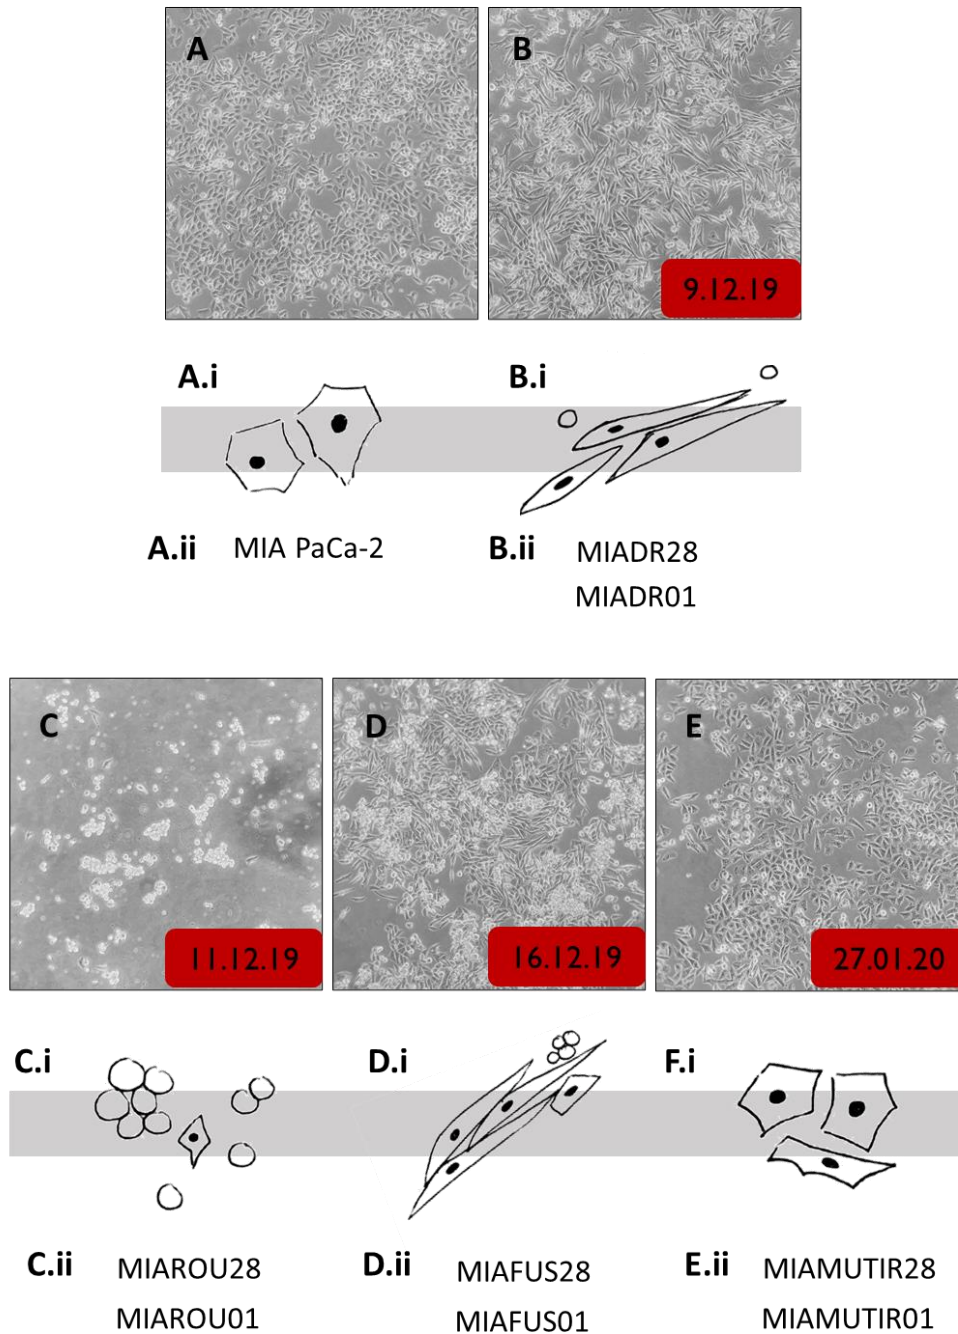 A
B
9.12.19
A.i
B.i
A.ii MIA PaCa-2
B.ii MIADR28
MIADR01
C
D
E
11.12.19
16.12.19
27.01.20
C.i
D.i
F.i
C.ii MIAROU28
MIAROU01
D.ii MIAFUS28
MIAFUS01
E.ii MIAMUTIR28
MIAMUTIR01